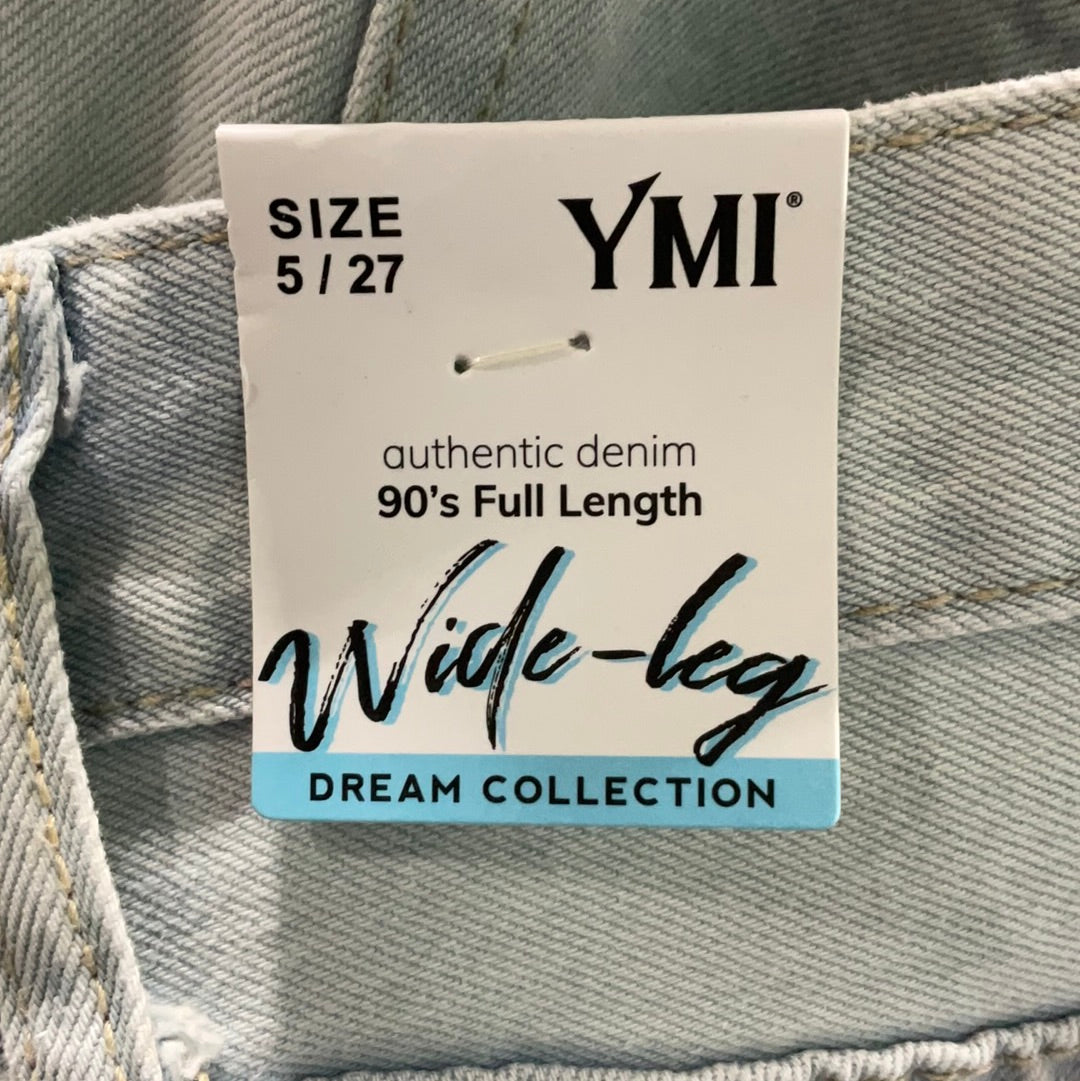 SIZE
5 / 27
YMI®
authentic denim
90's Full Length
Wide-leg
DREAM COLLECTION